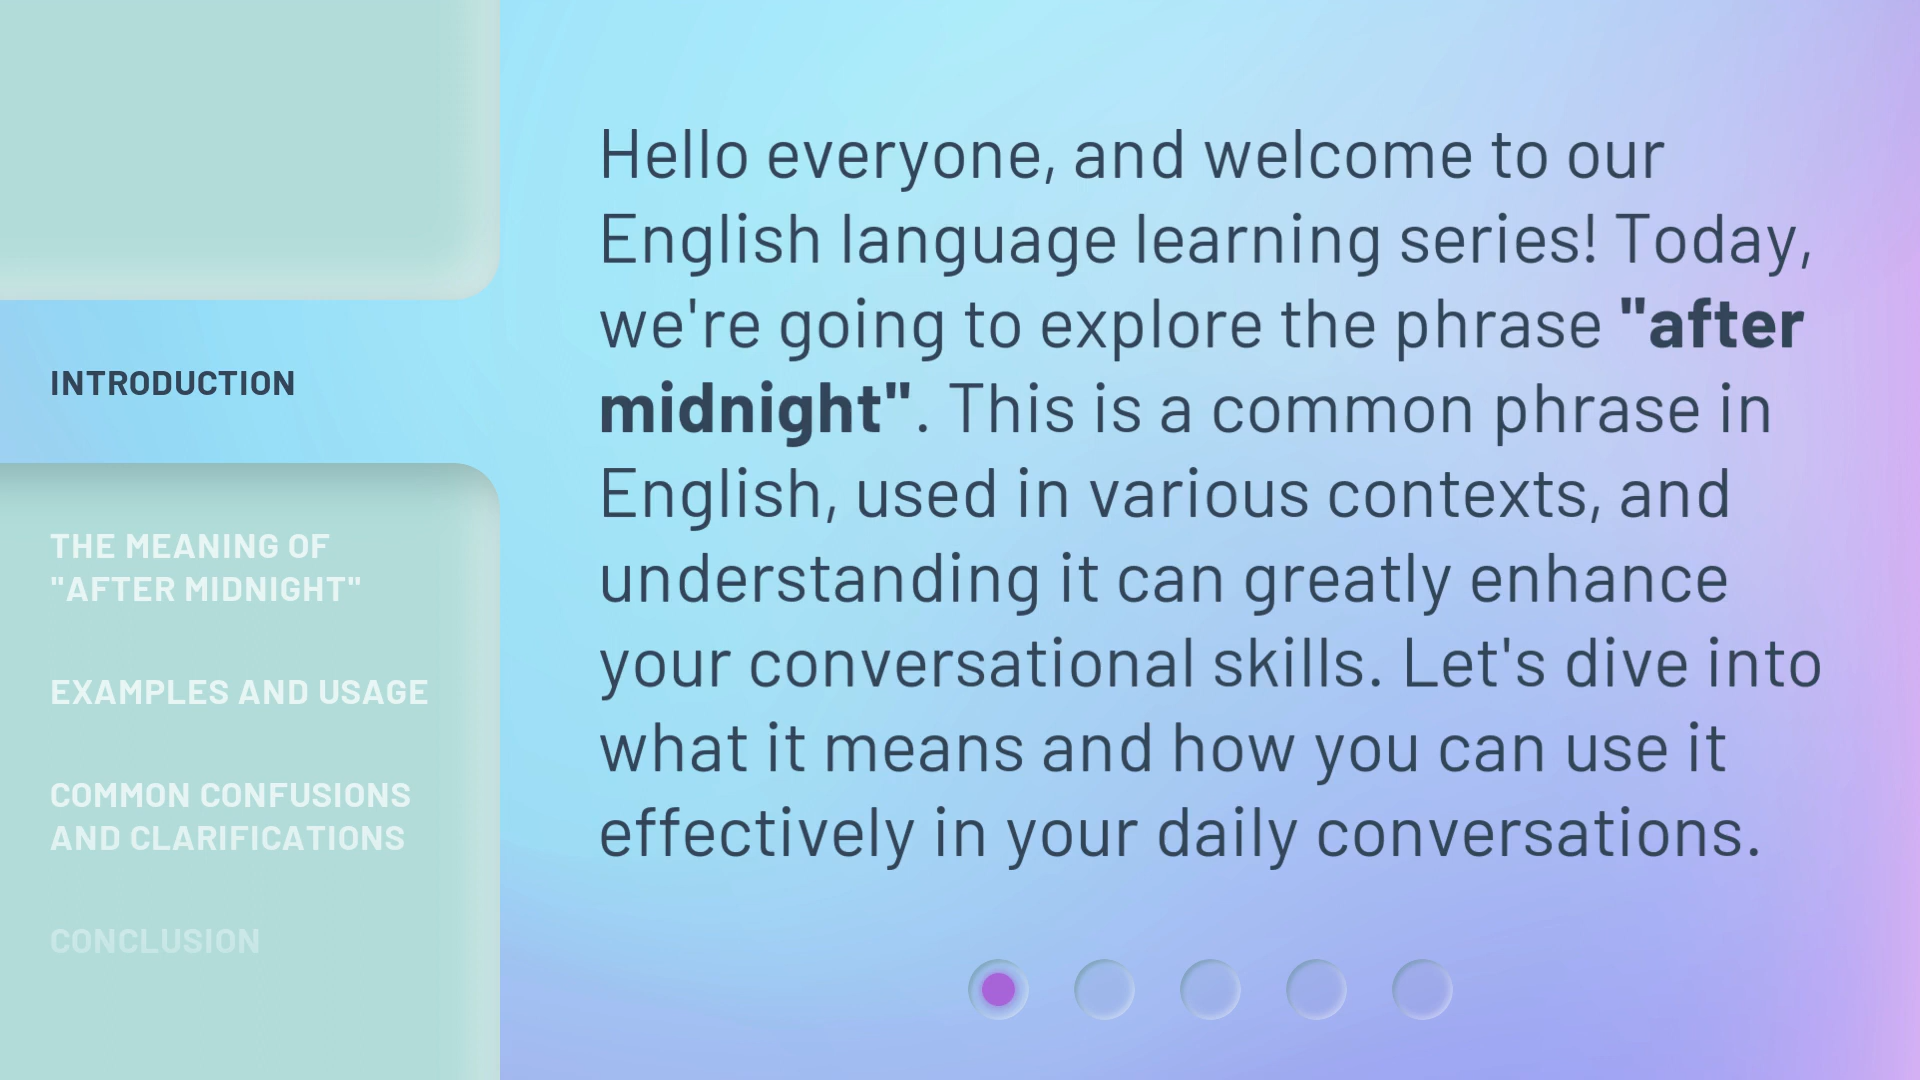 INTRODUCTION
THE MEANING OF
"AFTER MIDNIGHT"
EXAMPLES AND USAGE
COMMON CONFUSIONS
AND CLARIFICATIONS
CONCLUSION
Hello everyone, and welcome to our
English language learning series! Today,
we're going to explore the phrase "after
midnight". This is a common phrase in
English, used in various contexts, and
understanding it can greatly enhance
your conversational skills. Let's dive into
what it means and how you can use it
effectively in your daily conversations.